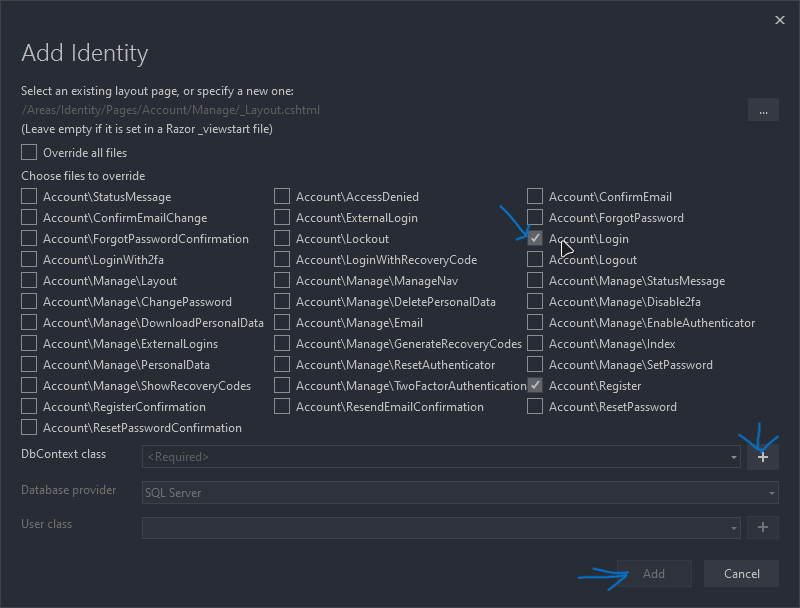 Add Identity
Select an existing layout page, or specify a new one:
/Areas/Identity/Pages/Account/Manage/_Layout.cshtml
...
(Leave empty if it is set in a Razor _viewstart file)
Override all files
Choose files to override
Account\StatusMessage Account\AccessDenied Account\ConfirmEmail
Account\ConfirmEmailChange Account\ExternalLogin Account\ForgotPassword
Account\ForgotPasswordConfirmation Account\Lockout Account\Login
Account\LoginWith2fa Account\LoginWithRecoveryCode Account\Logout
Account\Manage\Layout Account\Manage\ManageNav Account\Manage\StatusMessage
Account\Manage\ChangePassword Account\Manage\DeletePersonalData Account\Manage\Disable2fa
Account\Manage\DownloadPersonalData Account\Manage\Email Account\Manage\EnableAuthenticator
Account\Manage\ExternalLogins Account\Manage\GenerateRecoveryCodes Account\Manage\Index
Account\Manage\PersonalData Account\Manage\ResetAuthenticator Account\Manage\SetPassword
Account\Manage\ShowRecoveryCodes Account\Manage\TwoFactorAuthentication Account\Register
Account\RegisterConfirmation Account\ResendEmailConfirmation Account\ResetPassword
Account\ResetPasswordConfirmation
DbContext class <Required> +
Database provider SQL Server
User class +
Add Cancel